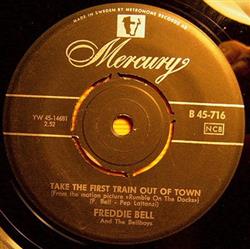 MADE IN SWEDEN BY METRONOME RECORDS AB
Mercury
YW 45-14681
2.52
B 45-716
NCB
TAKE THE FIRST TRAIN OUT OF TOWN
(From the motion picture «Rumble On The Docks»)
(F. Bell - Pep Lattanzi)
FREDDIE BELL
And The Bellboys